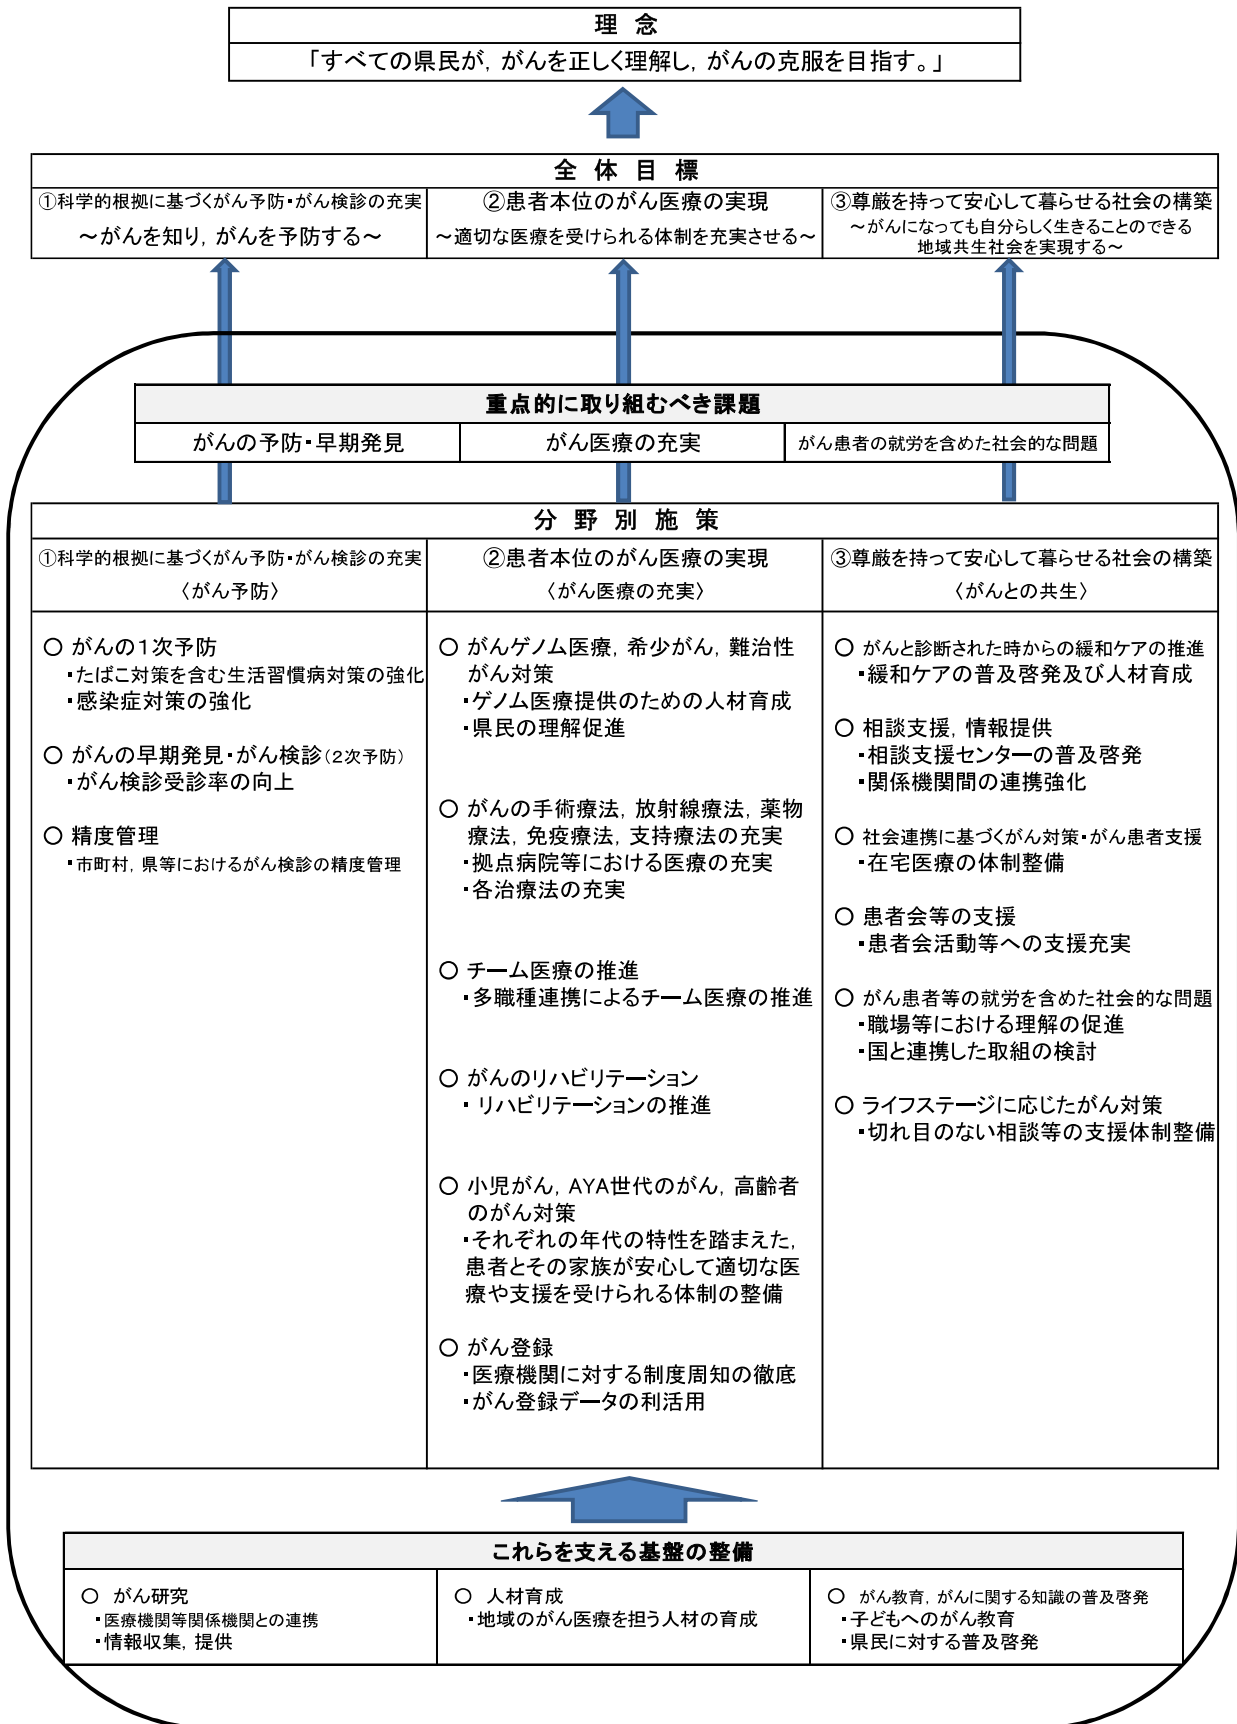 理 念
「すべての県民が，がんを正しく理解し，がんの克服を目指す。」
全 体 目 標
①科学的根拠に基づくがん予防・がん検診の充実
～がんを知り，がんを予防する～
②患者本位のがん医療の実現
～適切な医療を受けられる体制を充実させる～
③尊厳を持って安心して暮らせる社会の構築
～がんになっても自分らしく生きることのできる
地域共生社会を実現する～
重点的に取り組むべき課題
がんの予防・早期発見
がん医療の充実
がん患者の就労を含めた社会的な問題
分 野 別 施 策
①科学的根拠に基づくがん予防・がん検診の充実
〈がん予防〉
②患者本位のがん医療の実現
〈がん医療の充実〉
③尊厳を持って安心して暮らせる社会の構築
〈がんとの共生〉
○ がんの１次予防
・たばこ対策を含む生活習慣病対策の強化
・感染症対策の強化
○ がんの早期発見・がん検診（２次予防）
・がん検診受診率の向上
○ 精度管理
・市町村，県等におけるがん検診の精度管理
○ がんゲノム医療，希少がん，難治性
がん対策
・ゲノム医療提供のための人材育成
・県民の理解促進
○ がんの手術療法，放射線療法，薬物
療法，免疫療法，支持療法の充実
・拠点病院等における医療の充実
・各治療法の充実
○ チーム医療の推進
・多職種連携によるチーム医療の推進
○ がんのリハビリテーション
・リハビリテーションの推進
○ 小児がん，AYA世代のがん，高齢者
のがん対策
・それぞれの年代の特性を踏まえた，
患者とその家族が安心して適切な医
療や支援を受けられる体制の整備
○ がん登録
・医療機関に対する制度周知の徹底
・がん登録データの利活用
○ がんと診断された時からの緩和ケアの推進
・緩和ケアの普及啓発及び人材育成
○ 相談支援，情報提供
・相談支援センターの普及啓発
・関係機関間の連携強化
○ 社会連携に基づくがん対策・がん患者支援
・在宅医療の体制整備
○ 患者会等の支援
・患者会活動等への支援充実
○ がん患者等の就労を含めた社会的な問題
・職場等における理解の促進
・国と連携した取組の検討
○ ライフステージに応じたがん対策
・切れ目のない相談等の支援体制整備
これらを支える基盤の整備
○ がん研究
・医療機関等関係機関との連携
・情報収集，提供
○ 人材育成
・地域のがん医療を担う人材の育成
○ がん教育，がんに関する知識の普及啓発
・子どもへのがん教育
・県民に対する普及啓発